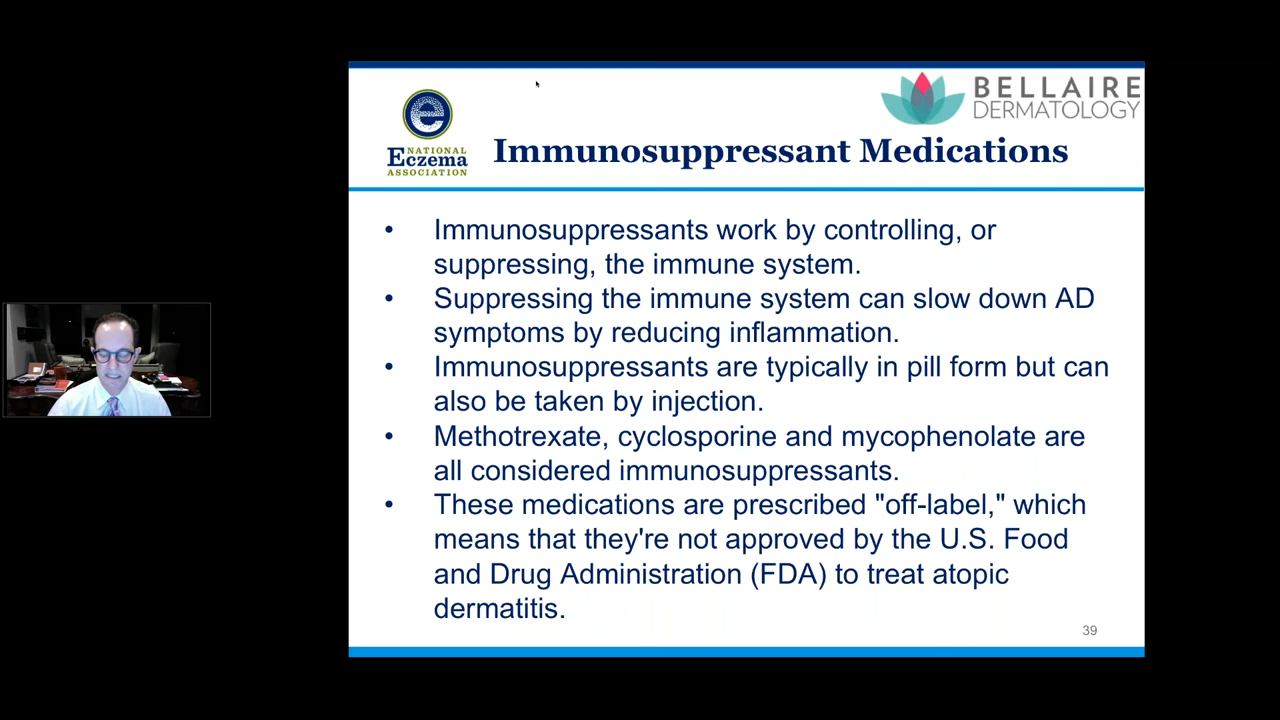 BELLAIRE
DERMATOLOGY
e
NATIONAL
Eczema
ASSOCIATION
Immunosuppressant Medications
• Immunosuppressants work by controlling, or
suppressing, the immune system.
• Suppressing the immune system can slow down AD
symptoms by reducing inflammation.
• Immunosuppressants are typically in pill form but can
also be taken by injection.
• Methotrexate, cyclosporine and mycophenolate are
all considered immunosuppressants.
• These medications are prescribed "off-label," which
means that they're not approved by the U.S. Food
and Drug Administration (FDA) to treat atopic
dermatitis.
39